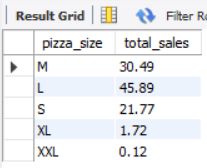 Result Grid Filter Ro
pizza_size total_sales
M 30.49
L 45.89
S 21.77
XL 1.72
XXL 0.12